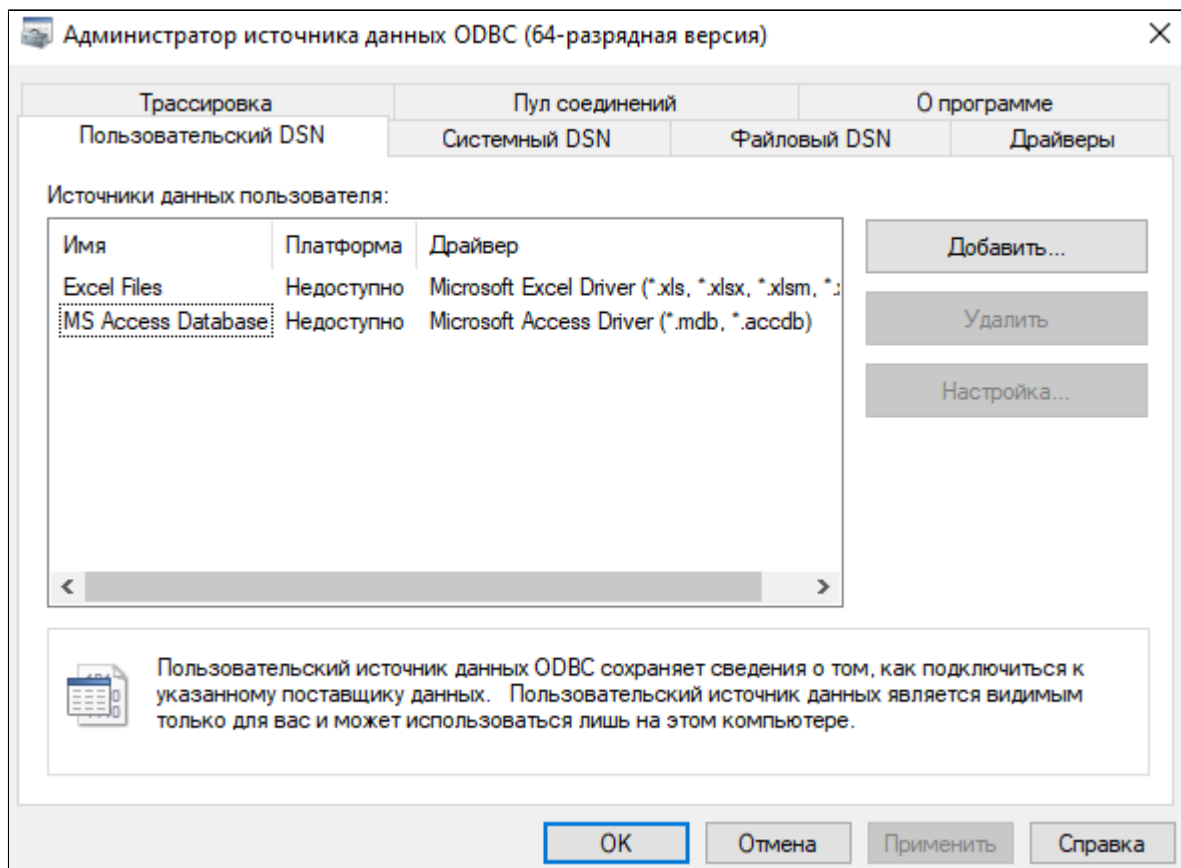 Администратор источника данных ODBC (64-разрядная версия)
Трассировка Пул соединений О программе
Пользовательский DSN Системный DSN Файловый DSN Драйверы
Источники данных пользователя:
Имя Платформа Драйвер
Добавить...
Excel Files Недоступно Microsoft Excel Driver (*.xls, *.xlsx, *.xlsm, *.
MS Access Database Недоступно Microsoft Access Driver (*.mdb, *.accdb)
Удалить
Настройка...
Пользовательский источник данных ODBC сохраняет сведения о том, как подключиться к
указанному поставщику данных. Пользовательский источник данных является видимым
только для вас и может использоваться лишь на этом компьютере.
OK Отмена Применить Справка